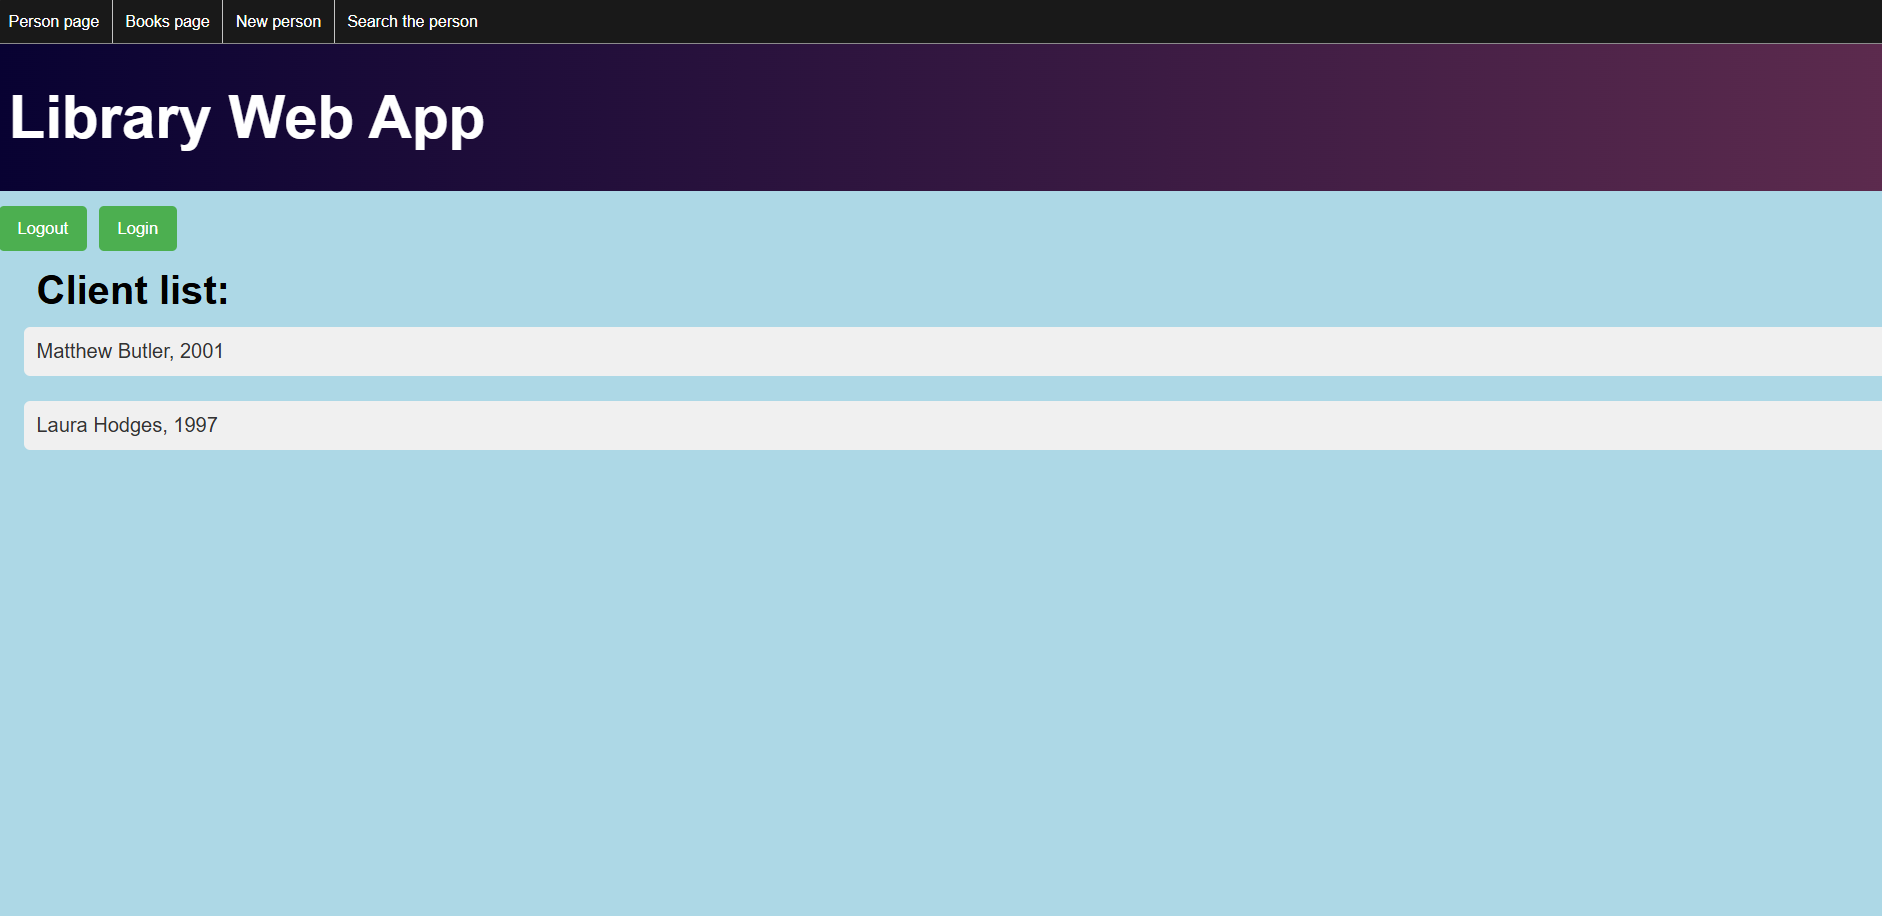 Person page Books page New person Search the person
Library Web App
Logout Login
Client list:
Matthew Butler, 2001
Laura Hodges, 1997